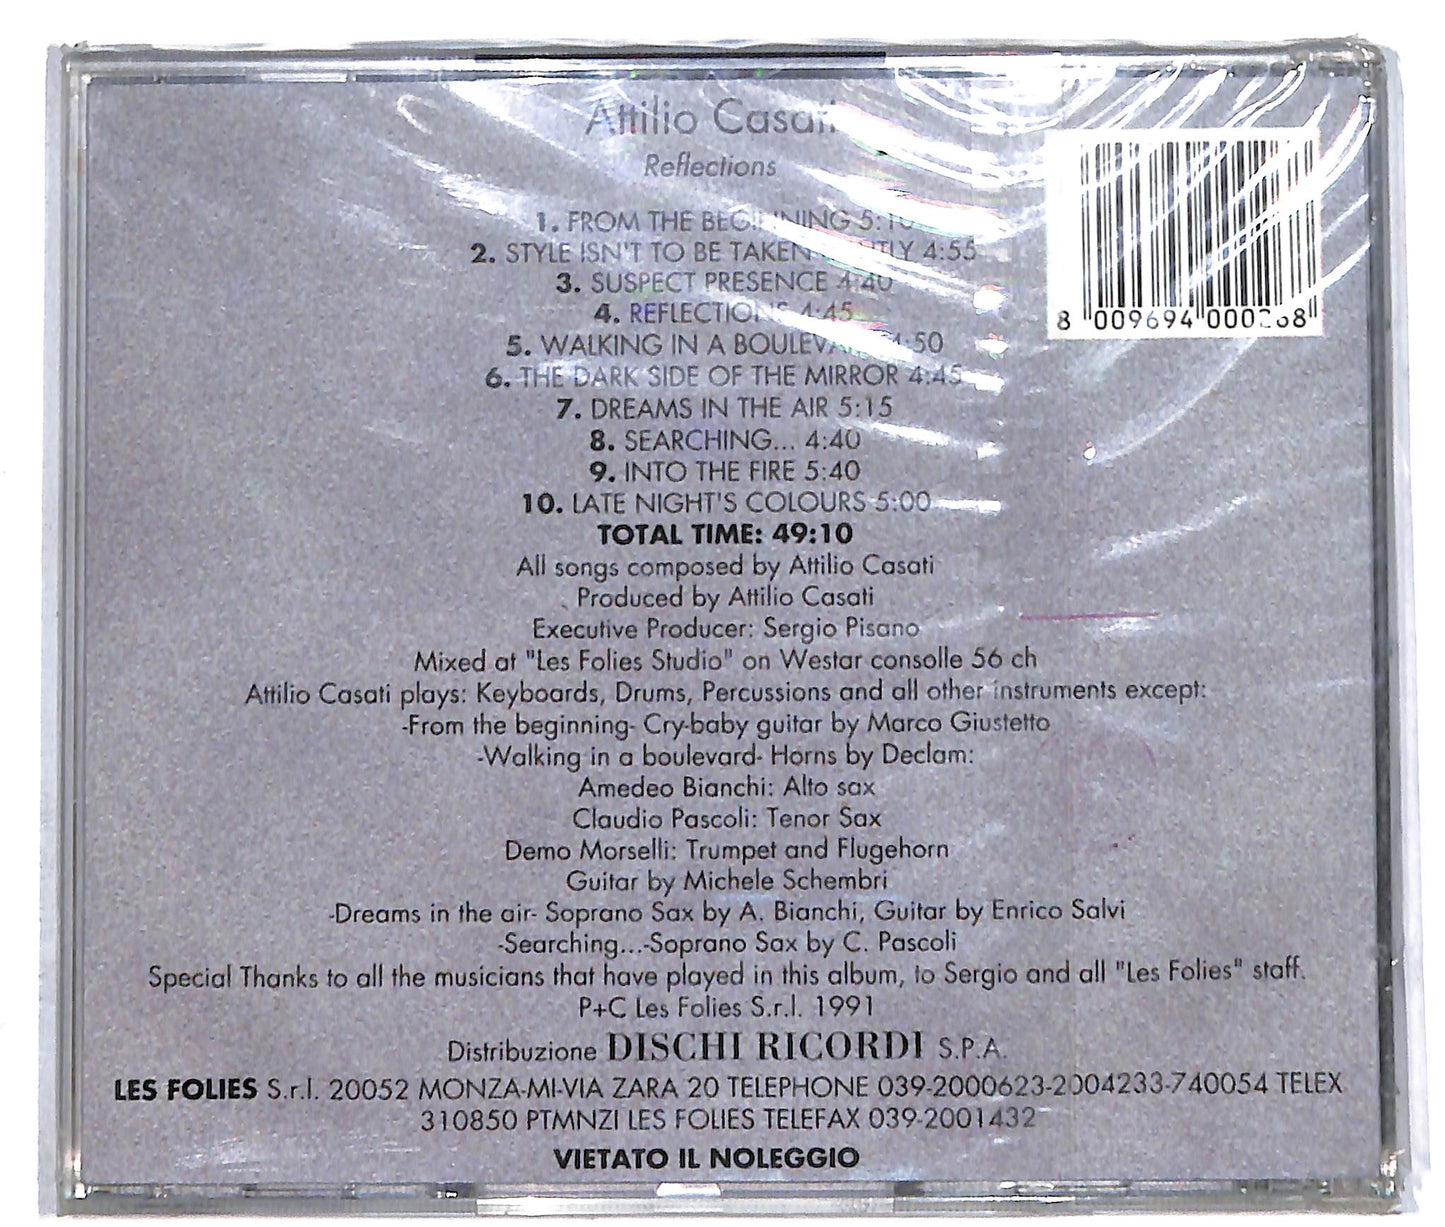 Attilio Casati
Reflections
1. FROM THE BEGINNING 5:10
2. STYLE ISN'T TO BE TAKEN LIGHTLY 4:55
3. SUSPECT PRESENCE 4:40
4. REFLECTIONS 4:45
5. WALKING IN A BOULEVARD 4:50
6. THE DARK SIDE OF THE MIRROR 4:45
7. DREAMS IN THE AIR 5:15
8. SEARCHING... 4:40
9. INTO THE FIRE 5:40
10. LATE NIGHT'S COLOURS 5:00
TOTAL TIME: 49:10
All songs composed by Attilio Casati
Produced by Attilio Casati
Executive Producer: Sergio Pisano
Mixed at "Les Folies Studio" on Westar consolle 56 ch
Attilio Casati plays: Keyboards, Drums, Percussions and all other instruments except:
-From the beginning- Cry-baby guitar by Marco Giustetto
-Walking in a boulevard- Horns by Declam:
Amedeo Bianchi: Alto sax
Claudio Pascoli: Tenor Sax
Demo Morselli: Trumpet and Flugehorn
Guitar by Michele Schembri
-Dreams in the air- Soprano Sax by A. Bianchi, Guitar by Enrico Salvi
-Searching...-Soprano Sax by C. Pascoli
Special Thanks to all the musicians that have played in this album, to Sergio and all "Les Folies" staff.
P+C Les Folies S.r.l. 1991
Distribuzione DISCHI RICORDI S.P.A.
LES FOLIES S.r.l. 20052 MONZA-MI-VIA ZARA 20 TELEPHONE 039-2000623-2004233-740054 TELEX
310850 PTMNZI LES FOLIES TELEFAX 039-2001432
VIETATO IL NOLEGGIO
8 009694 000268